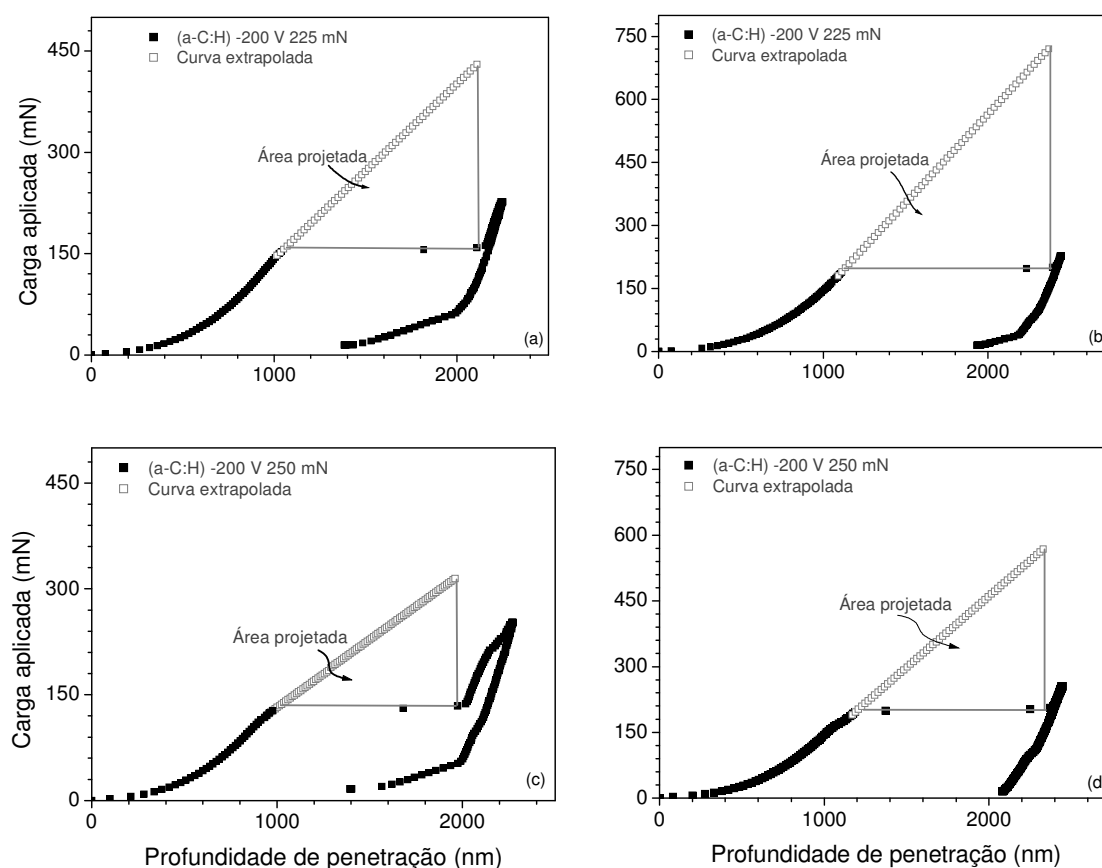 (a-C:H) -200 V 225 mN
Curva extrapolada
Área projetada
Carga aplicada (mN)
450
300
150
0
0
1000
2000
(a)
(a-C:H) -200 V 225 mN
Curva extrapolada
Área projetada
750
600
450
300
150
0
0
1000
2000
(b)
(a-C:H) -200 V 250 mN
Curva extrapolada
Área projetada
Carga aplicada (mN)
450
300
150
0
0
1000
2000
(c)
Profundidade de penetração (nm)
(a-C:H) -200 V 250 mN
Curva extrapolada
Área projetada
750
600
450
300
150
0
0
1000
2000
(d)
Profundidade de penetração (nm)